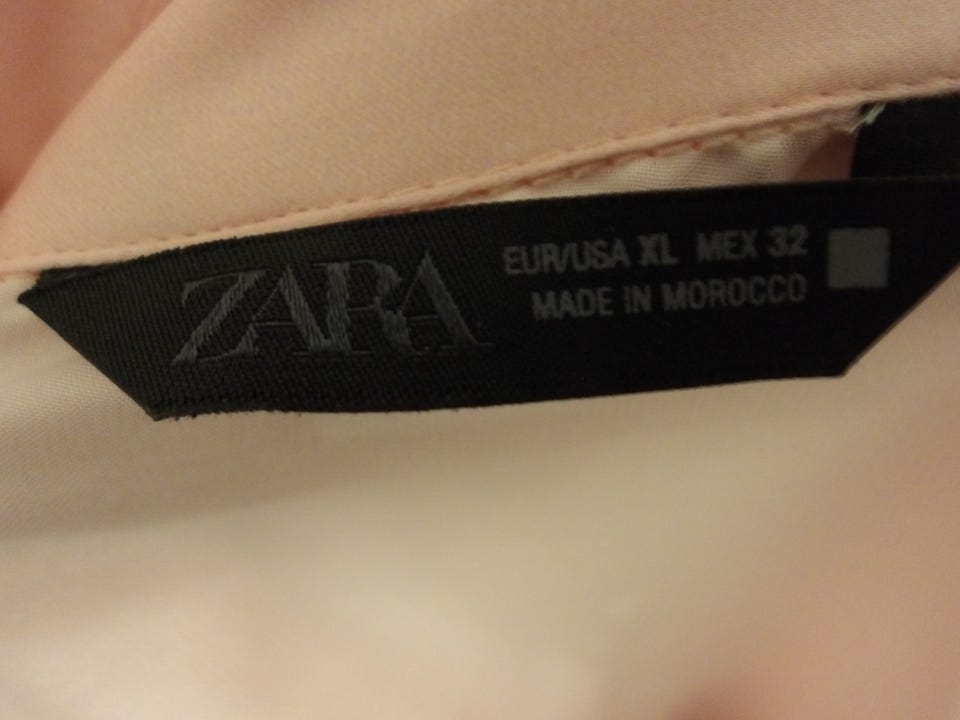 ZARA
EUR/USA XL MEX 32
MADE IN MOROCCO